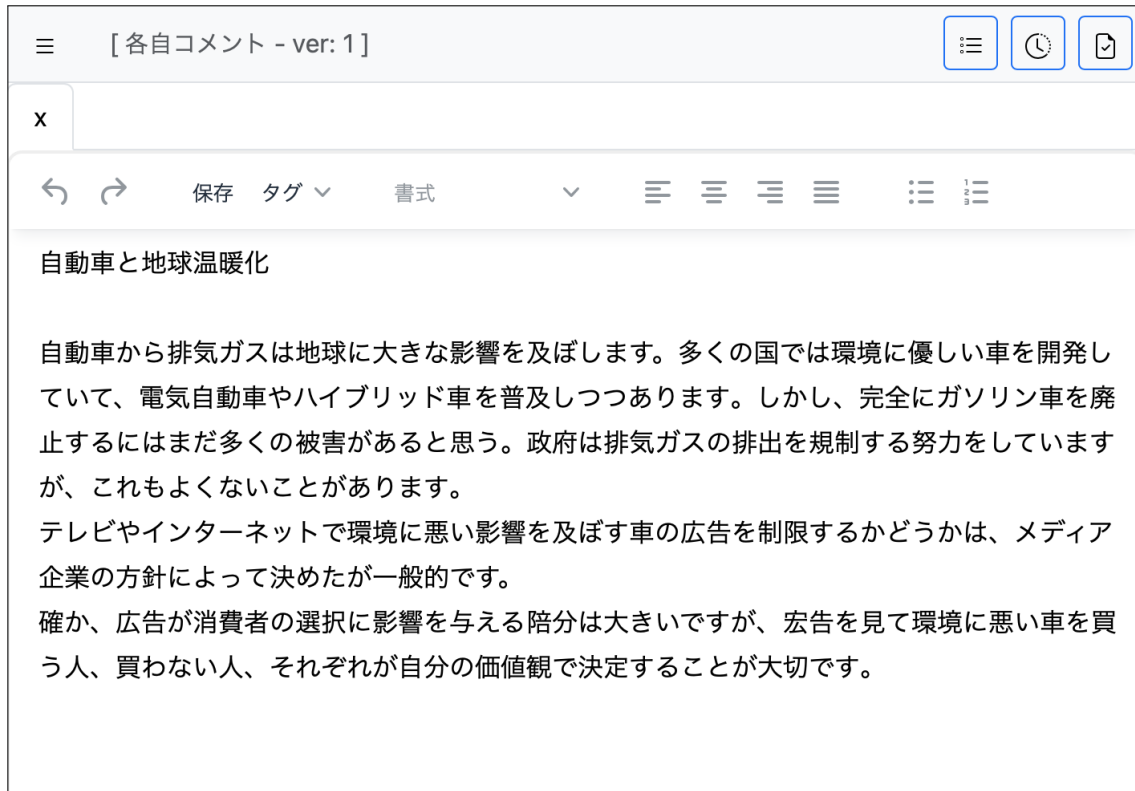 [ 各自コメント - ver: 1 ]
x
保存 タグ 書式
自動車と地球温暖化
自動車から排気ガスは地球に大きな影響を及ぼします。多くの国では環境に優しい車を開発し
ていて、電気自動車やハイブリッド車を普及しつつあります。しかし、完全にガソリン車を廃
止するにはまだ多くの被害があると思う。政府は排気ガスの排出を規制する努力をしています
が、これもよくないことがあります。
テレビやインターネットで環境に悪い影響を及ぼす車の広告を制限するかどうかは、メディア
企業の方針によって決めたが一般的です。
確か、広告が消費者の選択に影響を与える陪分は大きいですが、宏告を見て環境に悪い車を買
う人、買わない人、それぞれが自分の価値観で決定することが大切です。